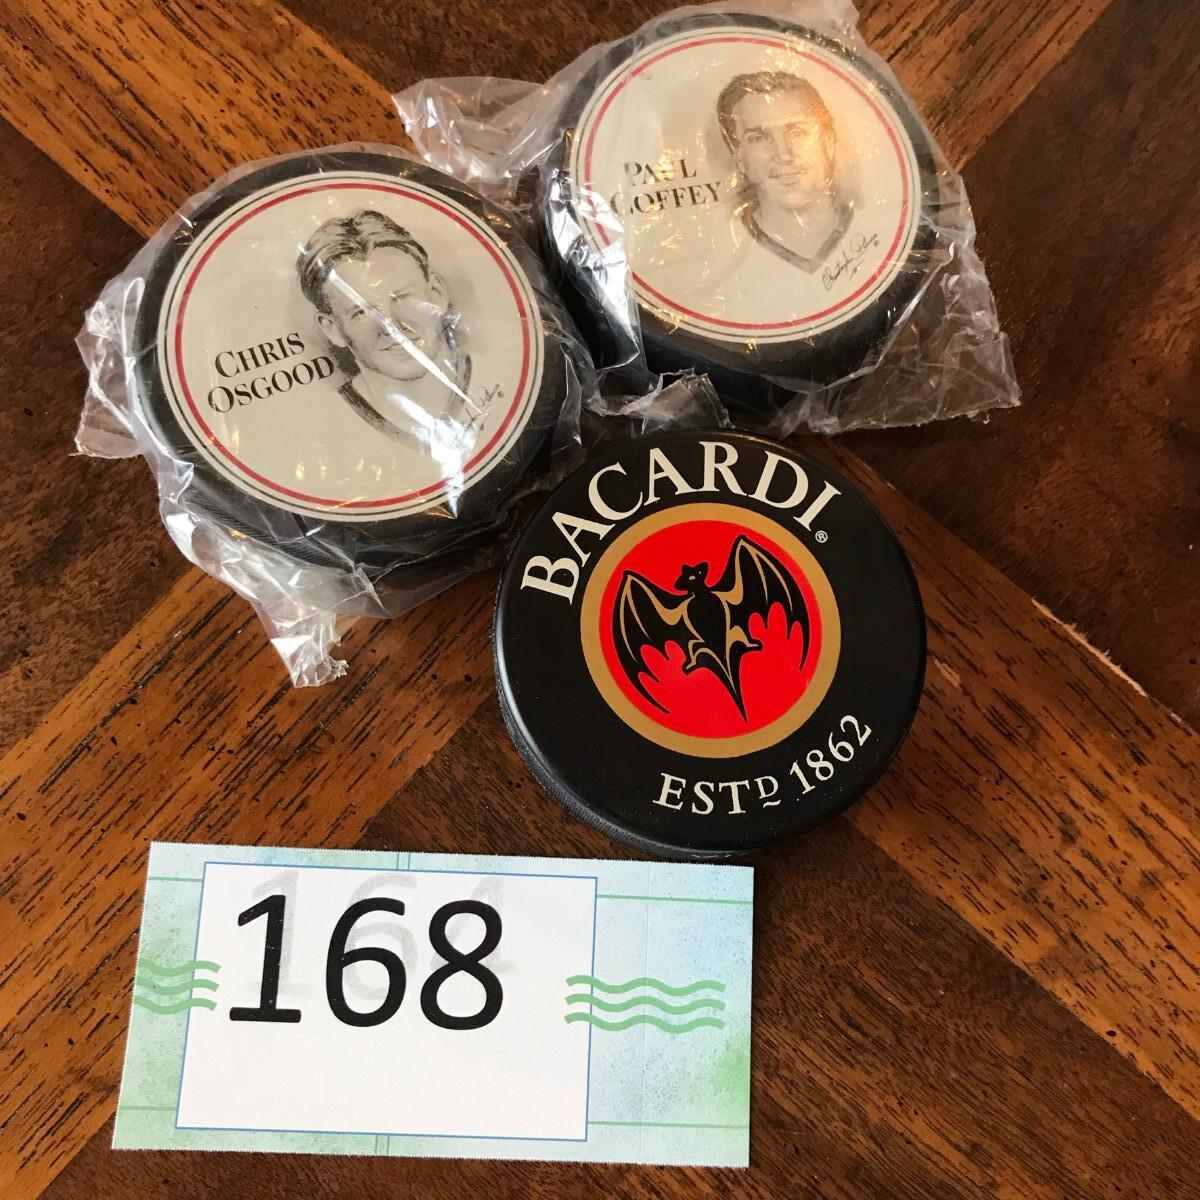 PAUL
COFFEY
CHRIS
OSGOOD
BACARDI®
ESTD 1862
168